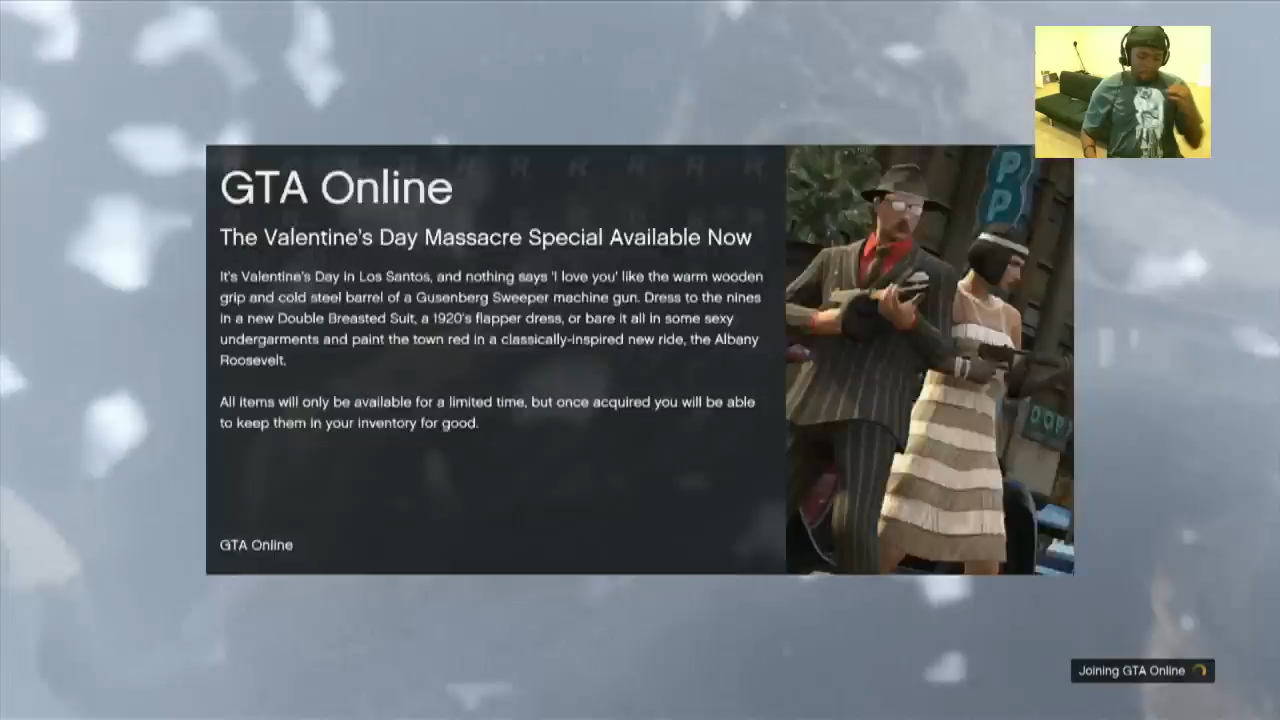 GTA Online
The Valentine's Day Massacre Special Available Now
It's Valentine's Day in Los Santos, and nothing says 'I love you' like the warm wooden
grip and cold steel barrel of a Gusenberg Sweeper machine gun. Dress to the nines
in a new Double Breasted Suit, a 1920's flapper dress, or bare it all in some sexy
undergarments and paint the town red in a classically-inspired new ride, the Albany
Roosevelt.
All items will only be available for a limited time, but once acquired you will be able
to keep them in your inventory for good.
GTA Online
Joining GTA Online